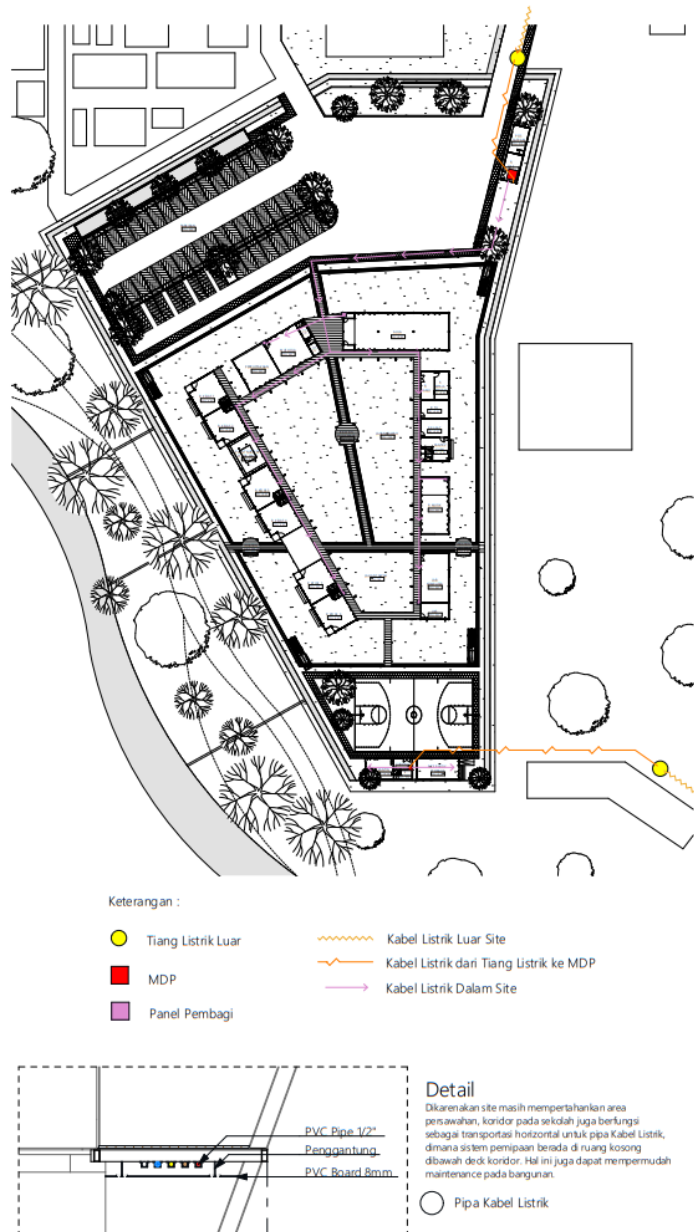 Keterangan :
Tiang Listrik Luar
MDP
Panel Pembagi
Kabel Listrik Luar Site
Kabel Listrik dari Tiang Listrik ke MDP
Kabel Listrik Dalam Site
PVC Pipe 1/2"
Penggantung
PVC Board 8mm
Detail
Dikarenakan site masih mempertahankan area
persawahan, koridor pada sekolah juga berfungsi
sebagai transportasi horizontal untuk pipa Kabel Listrik,
dimana sistem pemipaan berada di ruang kosong
dibawah deck koridor. Hal ini juga dapat mempermudah
maintenance pada bangunan.
Pipa Kabel Listrik